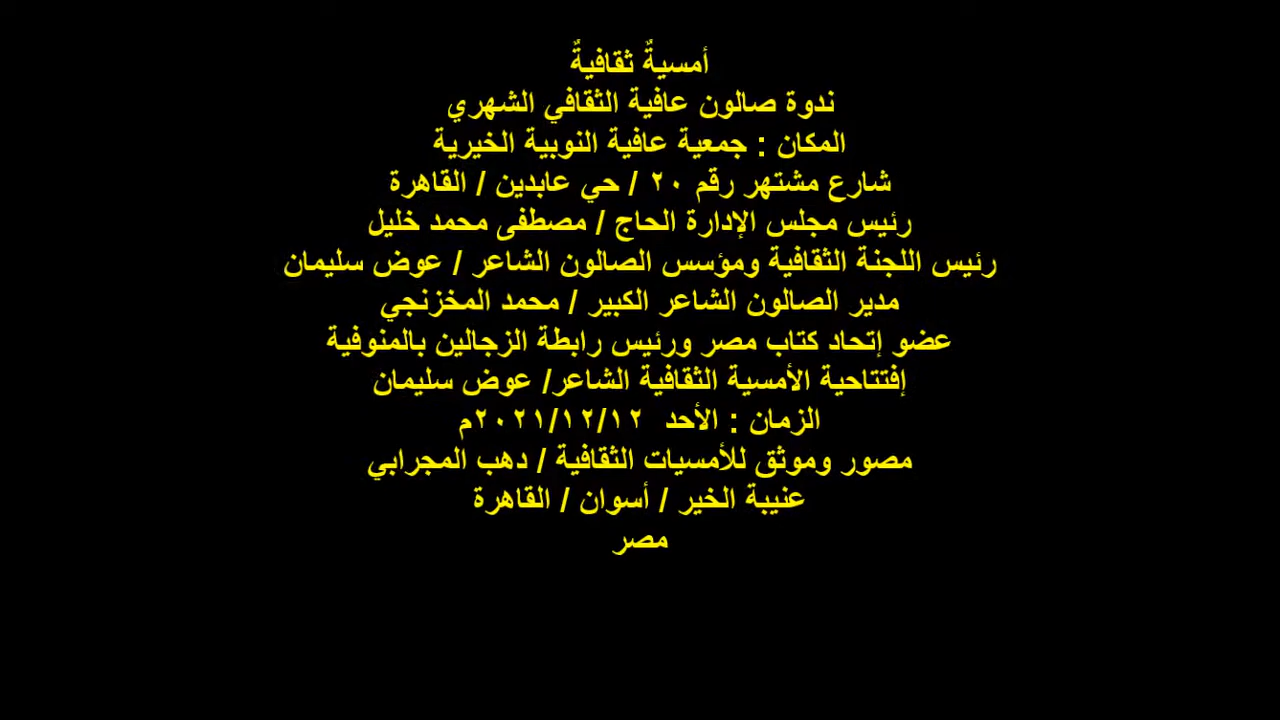 أمسيةٌ ثقافيةٌ
ندوة صالون عافية الثقافي الشهري
المكان : جمعية عافية النوبية الخيرية
شارع مشتهر رقم ٢٠ / حي عابدين / القاهرة
رئيس مجلس الإدارة الحاج / مصطفى محمد خليل
رئيس اللجنة الثقافية ومؤسس الصالون الشاعر / عوض سليمان
مدير الصالون الشاعر الكبير / محمد المخزنجي
عضو إتحاد كتاب مصر ورئيس رابطة الزجالين بالمنوفية
إفتتاحية الأمسية الثقافية الشاعر/ عوض سليمان
الزمان : الأحد ٢٠٢١/١٢/١٢م
مصور وموثق للأمسيات الثقافية / دهب المجرابي
عنيبة الخير / أسوان / القاهرة
مصر